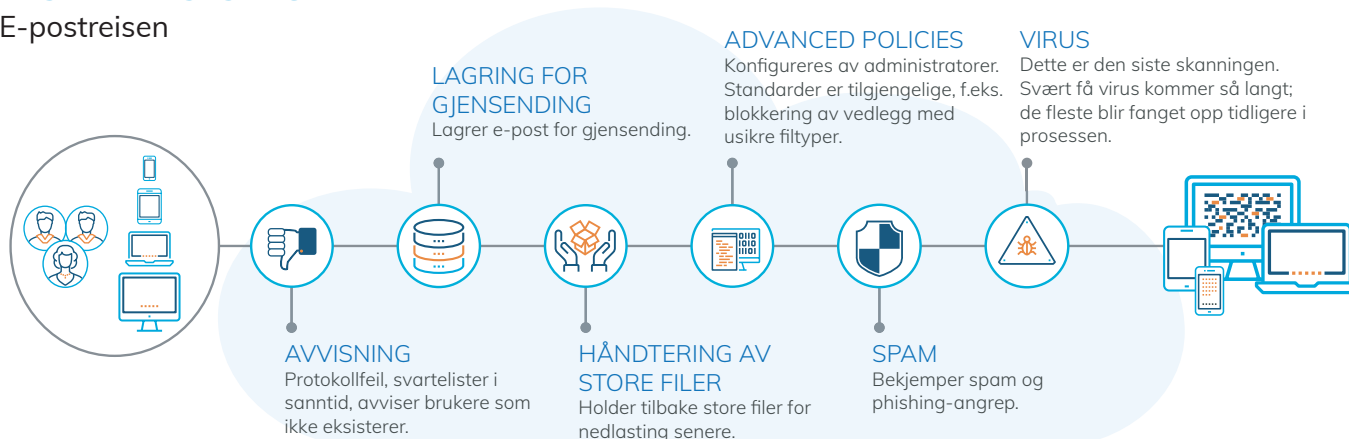 E-postreisen
LAGRING FOR
GJENSENDING
Lagrer e-post for gjensending.
ADVANCED POLICIES
Konfigureres av administratorer.
Standarder er tilgjengelige, f.eks.
blokkering av vedlegg med
usikre filtyper.
VIRUS
Dette er den siste skanningen.
Svært få virus kommer så langt;
de fleste blir fanget opp tidligere i
prosessen.
0110
1010
01101
AVVISNING
Protokollfeil, svartelister i
sanntid, avviser brukere som
ikke eksisterer.
HÅNDTERING AV
STORE FILER
Holder tilbake store filer for
nedlasting senere.
SPAM
Bekjemper spam og
phishing-angrep.